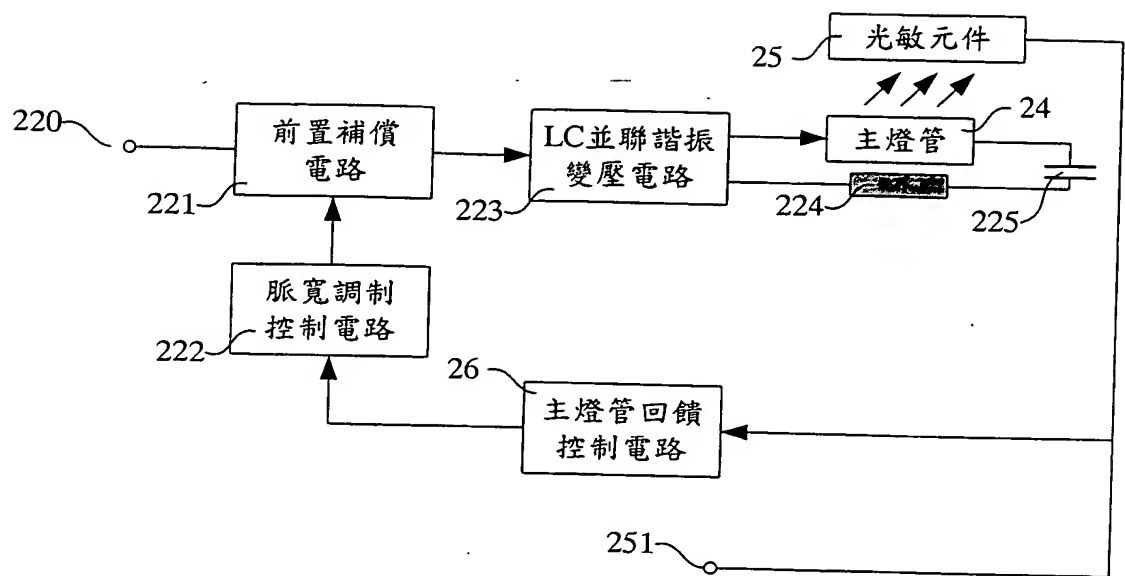 25
光敏元件
220
前置補償
電路
221
LC並聯諧振
變壓電路
223
主燈管
24
224
225
脈寬調制
控制電路
222
26
主燈管回饋
控制電路
251